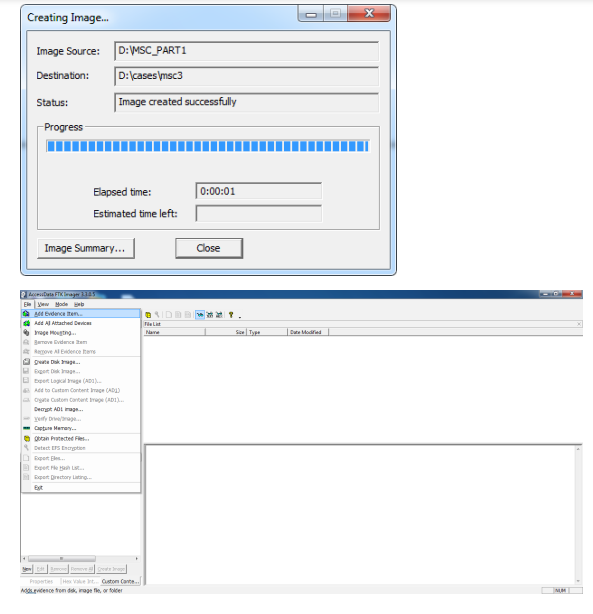 Creating Image...
Image Source: D:\MSC_PART1
Destination: D:\cases\msc3
Status: Image created successfully
Progress
Elapsed time: 0:00:01
Estimated time left:
Image Summary... Close
AccessData FTK Imager 3.1.0.1
File View Mode Help
Add Evidence Item...
Add All Attached Devices
File List
Image Mounting...
Name Size Type Date Modified
Remove Evidence Item
Remove All Evidence Items
Create Disk Image...
Export Disk Image...
Export Logical Image (AD1)...
Add to Custom Content Image (AD1)
Create Custom Content Image (AD1)...
Decrypt AD1 image...
Verify Drive/Image...
Capture Memory...
Obtain Protected Files...
Detect EFS Encryption
Export Files...
Export File Hash List...
Export Directory Listing...
Exit
New Edit Remove Remove All Create Image
Properties Hex Value Int... Custom Conte...
Adds evidence from disk, image file, or folder NUM